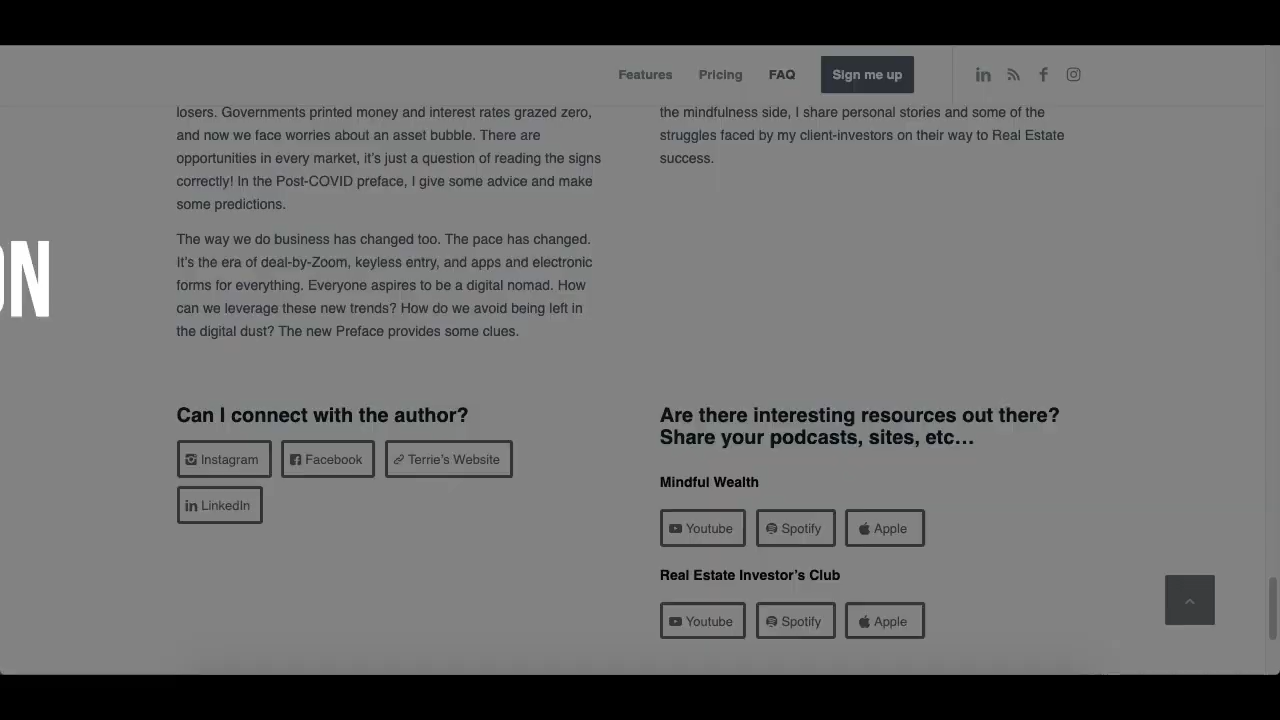 Features Pricing FAQ Sign me up
losers. Governments printed money and interest rates grazed zero,
and now we face worries about an asset bubble. There are
opportunities in every market, it's just a question of reading the signs
correctly! In the Post-COVID preface, I give some advice and make
some predictions.
The way we do business has changed too. The pace has changed.
It's the era of deal-by-Zoom, keyless entry, and apps and electronic
forms for everything. Everyone aspires to be a digital nomad. How
can we leverage these new trends? How do we avoid being left in
the digital dust? The new Preface provides some clues.
the mindfulness side, I share personal stories and some of the
struggles faced by my client-investors on their way to Real Estate
success.
ON
Can I connect with the author?
Instagram Facebook Terrie's Website
LinkedIn
Are there interesting resources out there?
Share your podcasts, sites, etc...
Mindful Wealth
Youtube Spotify Apple
Real Estate Investor's Club
Youtube Spotify Apple